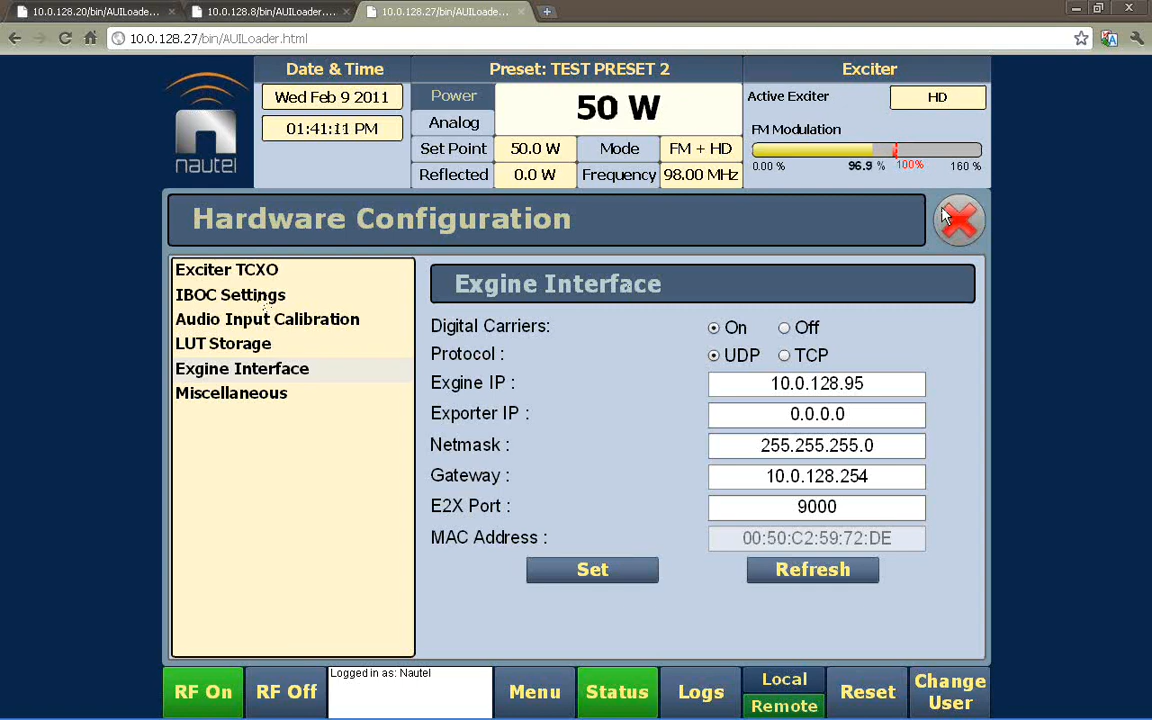 10.0.128.20/bin/AUILoader....
10.0.128.8/bin/AUILoader....
10.0.128.27/bin/AUILoade...
10.0.128.27/bin/AUILoader.html
nautel
Date & Time
Wed Feb 9 2011
01:41:11 PM
Preset: TEST PRESET 2
Power
Analog
50 W
Set Point
50.0 W
Mode
FM + HD
Reflected
0.0 W
Frequency
98.00 MHz
Exciter
Active Exciter
HD
FM Modulation
0.00 %
96.9 %
100%
160 %
Hardware Configuration
Exciter TCXO
IBOC Settings
Audio Input Calibration
LUT Storage
Exgine Interface
Miscellaneous
Exgine Interface
Digital Carriers: On Off
Protocol : UDP TCP
Exgine IP : 10.0.128.95
Exporter IP : 0.0.0.0
Netmask : 255.255.255.0
Gateway : 10.0.128.254
E2X Port : 9000
MAC Address : 00:50:C2:59:72:DE
Set
Refresh
RF On
RF Off
Logged in as: Nautel
Menu
Status
Logs
Local
Remote
Reset
Change
User